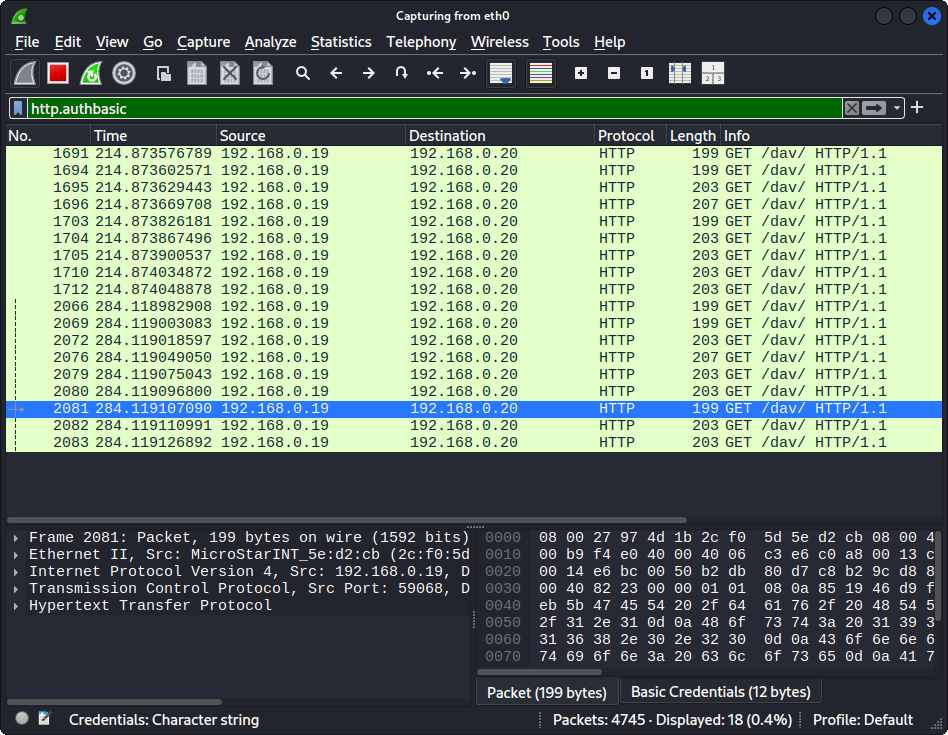 Capturing from eth0
File Edit View Go Capture Analyze Statistics Telephony Wireless Tools Help
http.authbasic
No. Time Source Destination Protocol Length Info
1691 214.873576789 192.168.0.19 192.168.0.20 HTTP 199 GET /dav/ HTTP/1.1
1694 214.873602571 192.168.0.19 192.168.0.20 HTTP 199 GET /dav/ HTTP/1.1
1695 214.873629443 192.168.0.19 192.168.0.20 HTTP 203 GET /dav/ HTTP/1.1
1696 214.873669708 192.168.0.19 192.168.0.20 HTTP 207 GET /dav/ HTTP/1.1
1703 214.873826181 192.168.0.19 192.168.0.20 HTTP 199 GET /dav/ HTTP/1.1
1704 214.873867496 192.168.0.19 192.168.0.20 HTTP 203 GET /dav/ HTTP/1.1
1705 214.873900537 192.168.0.19 192.168.0.20 HTTP 203 GET /dav/ HTTP/1.1
1710 214.874034872 192.168.0.19 192.168.0.20 HTTP 203 GET /dav/ HTTP/1.1
1712 214.874048878 192.168.0.19 192.168.0.20 HTTP 203 GET /dav/ HTTP/1.1
2066 284.118982908 192.168.0.19 192.168.0.20 HTTP 199 GET /dav/ HTTP/1.1
2069 284.119003083 192.168.0.19 192.168.0.20 HTTP 199 GET /dav/ HTTP/1.1
2072 284.119018597 192.168.0.19 192.168.0.20 HTTP 203 GET /dav/ HTTP/1.1
2076 284.119049050 192.168.0.19 192.168.0.20 HTTP 207 GET /dav/ HTTP/1.1
2079 284.119075043 192.168.0.19 192.168.0.20 HTTP 203 GET /dav/ HTTP/1.1
2080 284.119096800 192.168.0.19 192.168.0.20 HTTP 203 GET /dav/ HTTP/1.1
2081 284.119107090 192.168.0.19 192.168.0.20 HTTP 199 GET /dav/ HTTP/1.1
2082 284.119110991 192.168.0.19 192.168.0.20 HTTP 203 GET /dav/ HTTP/1.1
2083 284.119126892 192.168.0.19 192.168.0.20 HTTP 203 GET /dav/ HTTP/1.1
Frame 2081: Packet, 199 bytes on wire (1592 bits)
Ethernet II, Src: MicroStarINT_5e:d2:cb (2c:f0:5d
Internet Protocol Version 4, Src: 192.168.0.19, D
Transmission Control Protocol, Src Port: 59068, D
Hypertext Transfer Protocol
0000 08 00 27 97 4d 1b 2c f0 5d 5e d2 cb 08 00 4
0010 00 b9 f4 e0 40 00 40 06 c3 e6 c0 a8 00 13 c
0020 00 14 e6 bc 00 50 b2 db 80 d7 c8 b2 9c d8 8
0030 00 40 82 23 00 00 01 01 08 0a 85 19 46 d9 f
0040 eb 5b 47 45 54 20 2f 64 61 76 2f 20 48 54 5
0050 2f 31 2e 31 0d 0a 48 6f 73 74 3a 20 31 39 3
0060 31 36 38 2e 30 2e 32 30 0d 0a 43 6f 6e 6e 6
0070 74 69 6f 6e 3a 20 63 6c 6f 73 65 0d 0a 41 7
Packet (199 bytes) Basic Credentials (12 bytes)
Credentials: Character string Packets: 4745 · Displayed: 18 (0.4%) Profile: Default